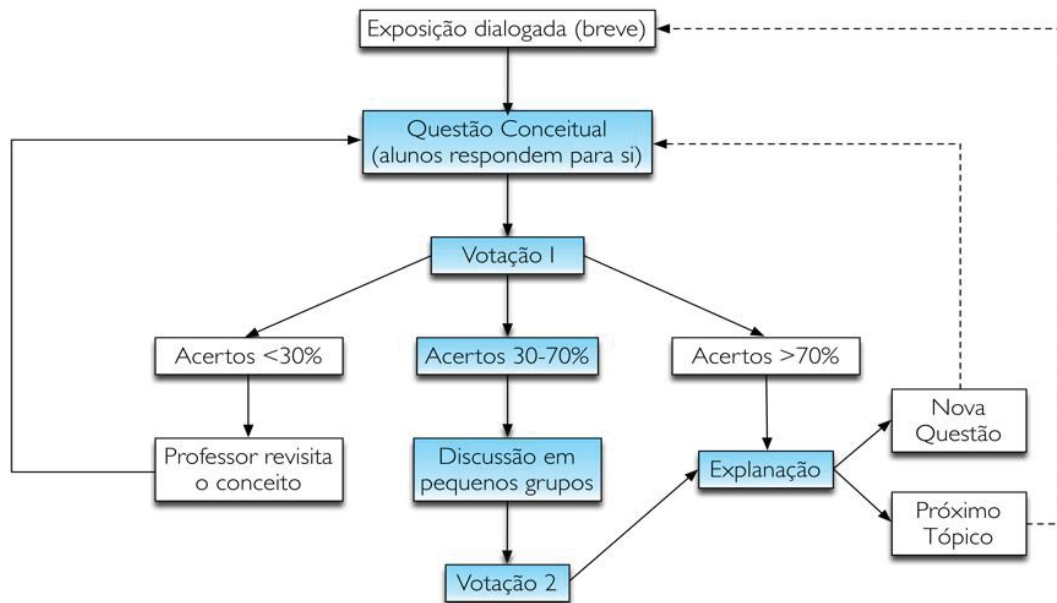 Exposição dialogada (breve)
Questão Conceitual
(alunos respondem para si)
Votação I
Acertos <30%
Acertos 30-70%
Acertos >70%
Professor revisita
o conceito
Discussão em
pequenos grupos
Explanação
Nova
Questão
Próximo
Tópico
Votação 2